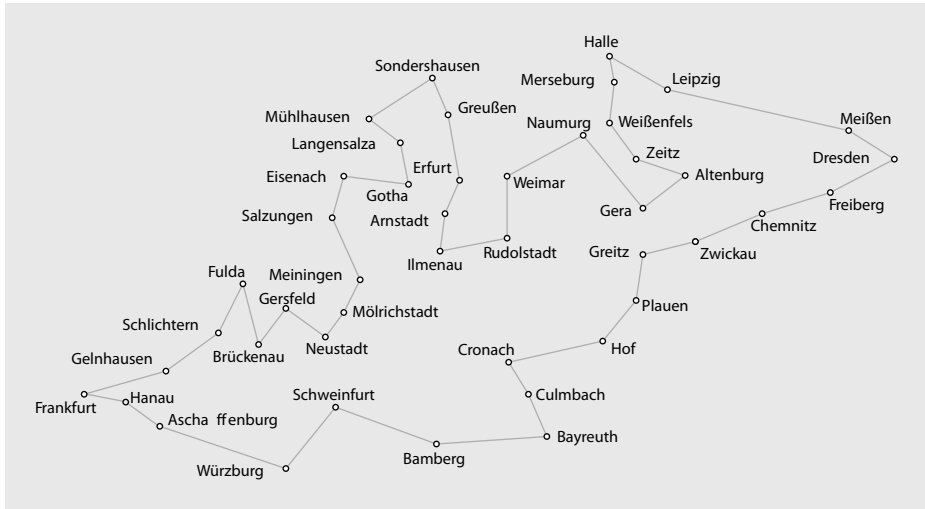 Halle
Sondershausen
Merseburg
Leipzig
Mühlhausen
Greußen
Naumurg
Weißenfels
Meißen
Langensalza
Erfurt
Zeitz
Dresden
Eisenach
Gotha
Weimar
Altenburg
Salzungen
Arnstadt
Gera
Freiberg
Chemnitz
Ilmenau
Rudolstadt
Greitz
Zwickau
Fulda
Meiningen
Gersfeld
Plauen
Schlichtern
Mölrichstadt
Gelnhausen
Brückenau
Neustadt
Cronach
Hof
Frankfurt
Hanau
Schweinfurt
Culmbach
Ascha ffenburg
Bayreuth
Würzburg
Bamberg